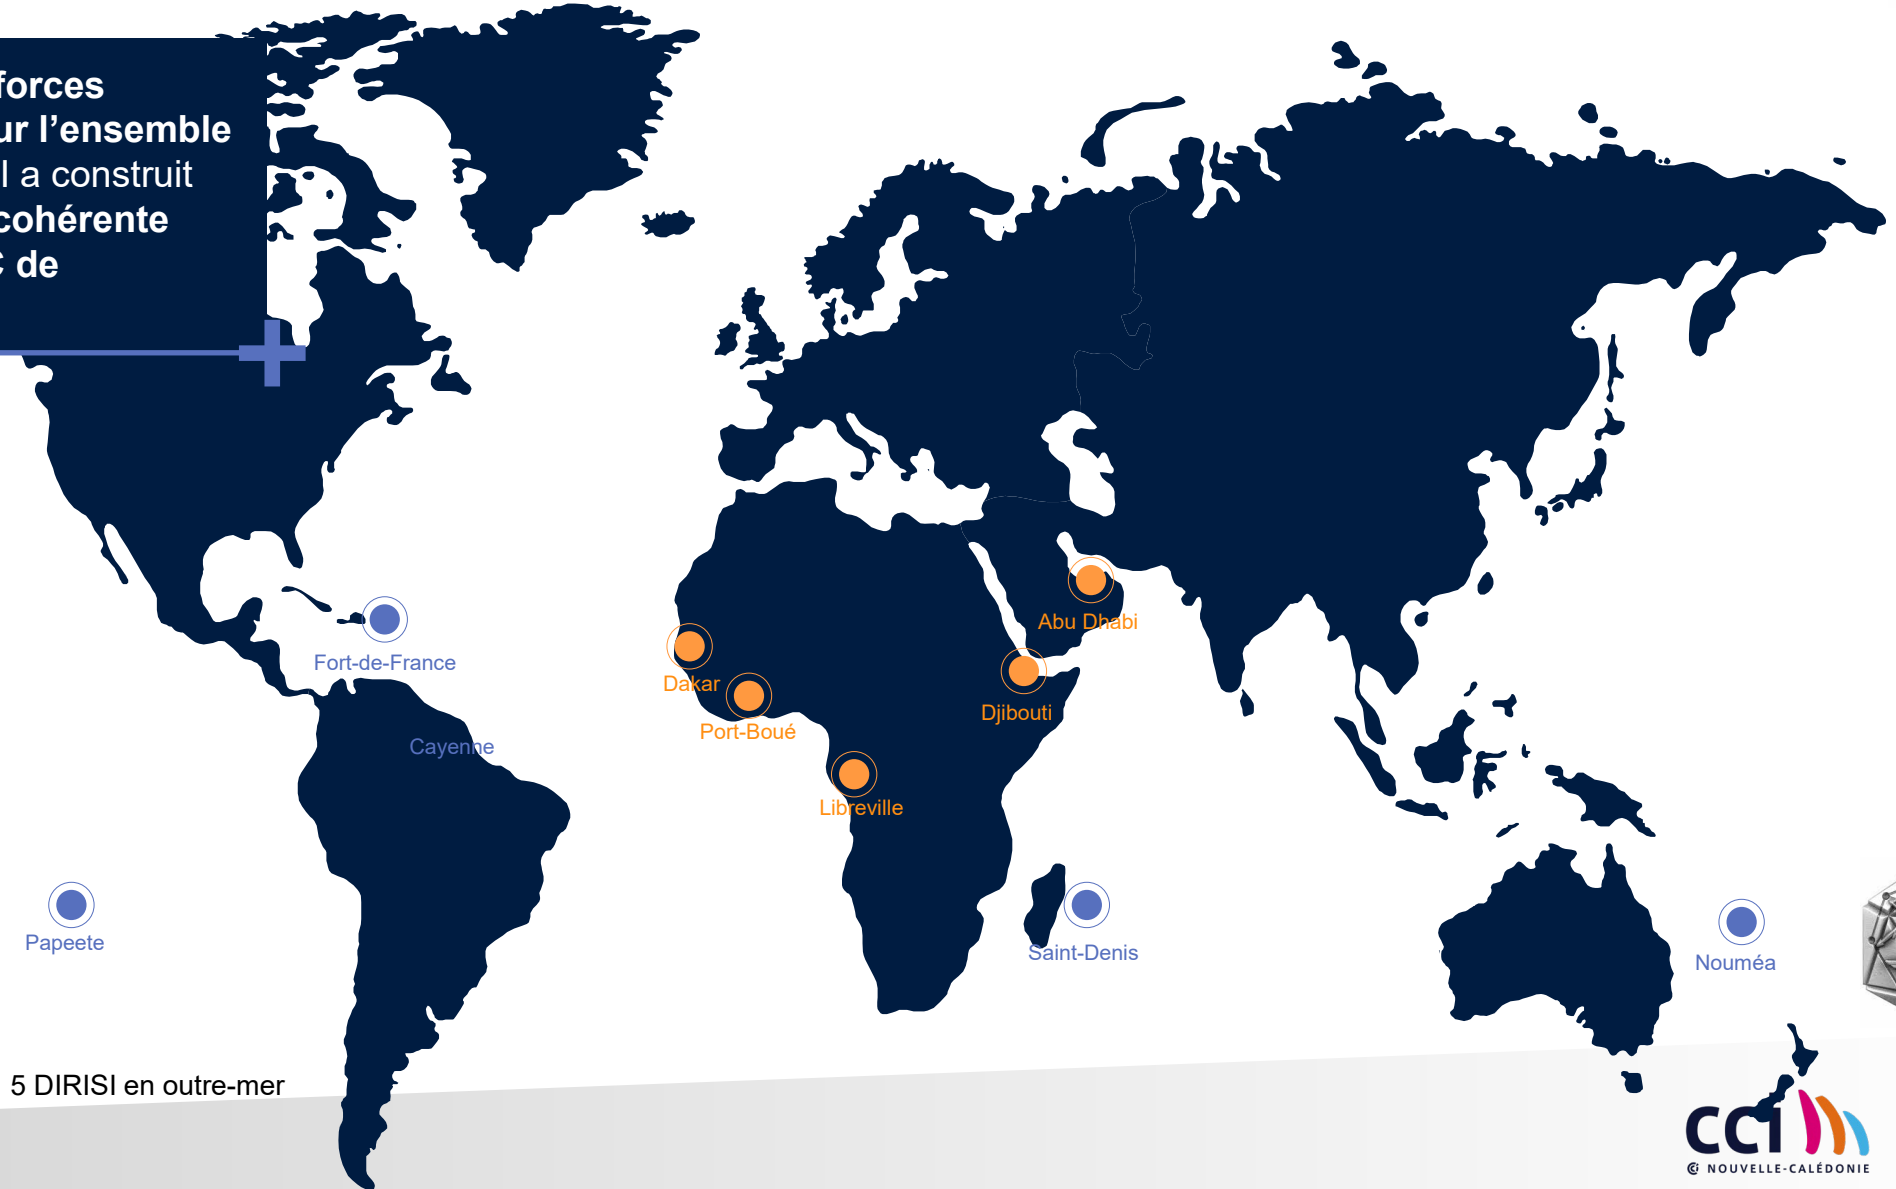 forces
ur l’ensemble
l a construit
cohérente
de
Abu Dhabi
Fort-de-France
Dakar
Djibouti
Port-Boué
Cayenne
Libreville
Papeete
Saint-Denis
Nouméa
5 DIRISI en outre-mer
CCI
NOUVELLE-CALÉDONIE